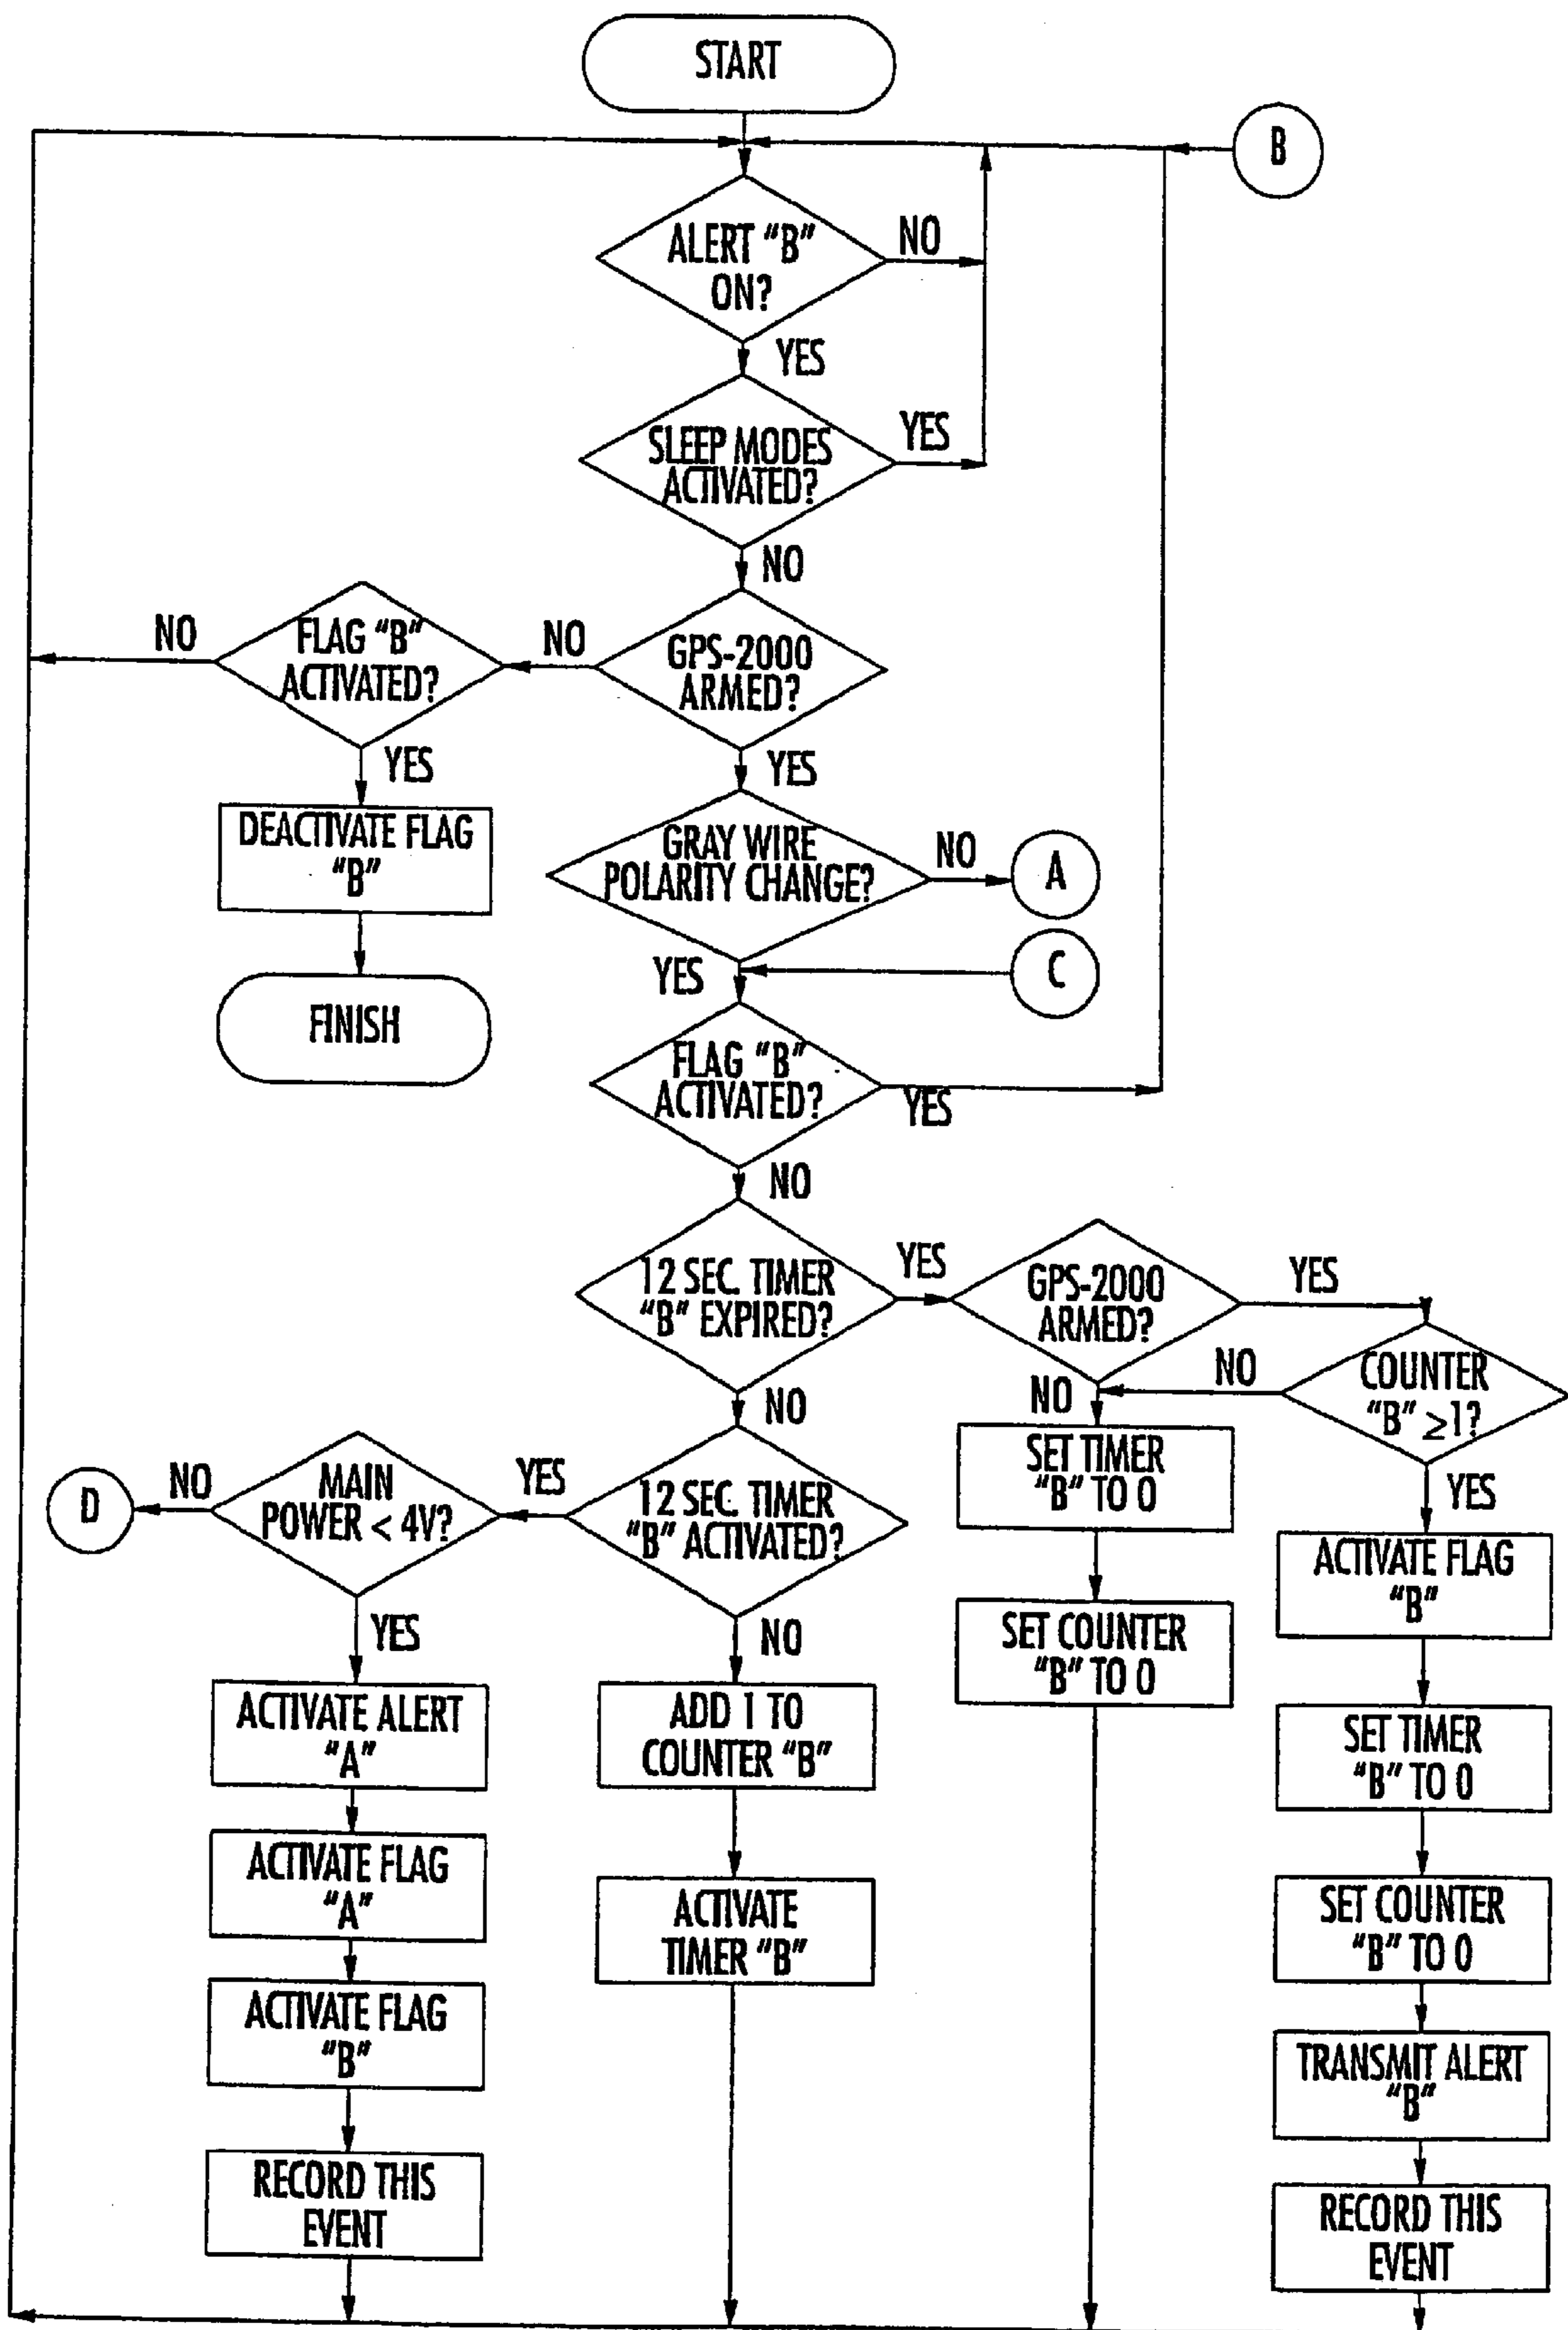 START
B
ALERT "B"
ON?
NO
YES
SLEEP MODES
ACTIVATED?
YES
NO
GPS-2000
ARMED?
NO
FLAG "B"
ACTIVATED?
NO
YES
DEACTIVATE FLAG
"B"
FINISH
YES
GRAY WIRE
POLARITY CHANGE?
NO
A
YES
C
FLAG "B"
ACTIVATED?
YES
NO
12 SEC. TIMER
"B" EXPIRED?
YES
GPS-2000
ARMED?
YES
COUNTER
"B" ≥1?
NO
NO
SET TIMER
"B" TO 0
SET COUNTER
"B" TO 0
YES
ACTIVATE FLAG
"B"
SET TIMER
"B" TO 0
SET COUNTER
"B" TO 0
TRANSMIT ALERT
"B"
RECORD THIS
EVENT
NO
12 SEC. TIMER
"B" ACTIVATED?
YES
MAIN
POWER < 4V?
NO
D
YES
ACTIVATE ALERT
"A"
ACTIVATE FLAG
"A"
ACTIVATE FLAG
"B"
RECORD THIS
EVENT
NO
ADD 1 TO
COUNTER "B"
ACTIVATE
TIMER "B"